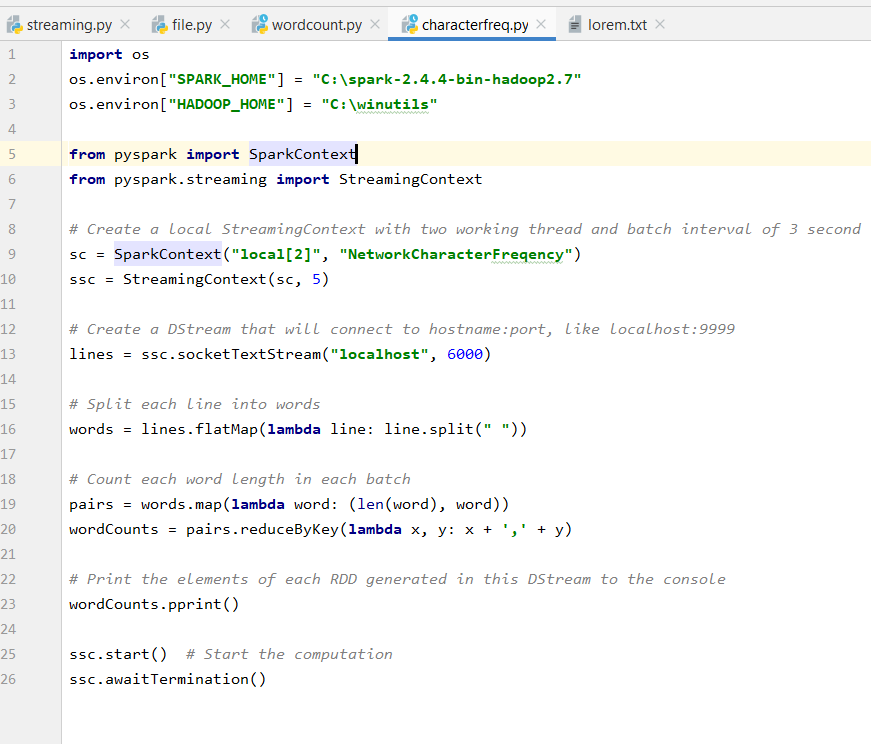 streaming.py × file.py × wordcount.py × characterfreq.py × lorem.txt ×
1 import os
2 os.environ["SPARK_HOME"] = "C:\spark-2.4.4-bin-hadoop2.7"
3 os.environ["HADOOP_HOME"] = "C:\winutils"
4
5 from pyspark import SparkContext
6 from pyspark.streaming import StreamingContext
7
8 # Create a local StreamingContext with two working thread and batch interval of 3 second
9 sc = SparkContext("local[2]", "NetworkCharacterFreqency")
10 ssc = StreamingContext(sc, 5)
11
12 # Create a DStream that will connect to hostname:port, like localhost:9999
13 lines = ssc.socketTextStream("localhost", 6000)
14
15 # Split each line into words
16 words = lines.flatMap(lambda line: line.split(" "))
17
18 # Count each word length in each batch
19 pairs = words.map(lambda word: (len(word), word))
20 wordCounts = pairs.reduceByKey(lambda x, y: x + ',' + y)
21
22 # Print the elements of each RDD generated in this DStream to the console
23 wordCounts.pprint()
24
25 ssc.start()  # Start the computation
26 ssc.awaitTermination()